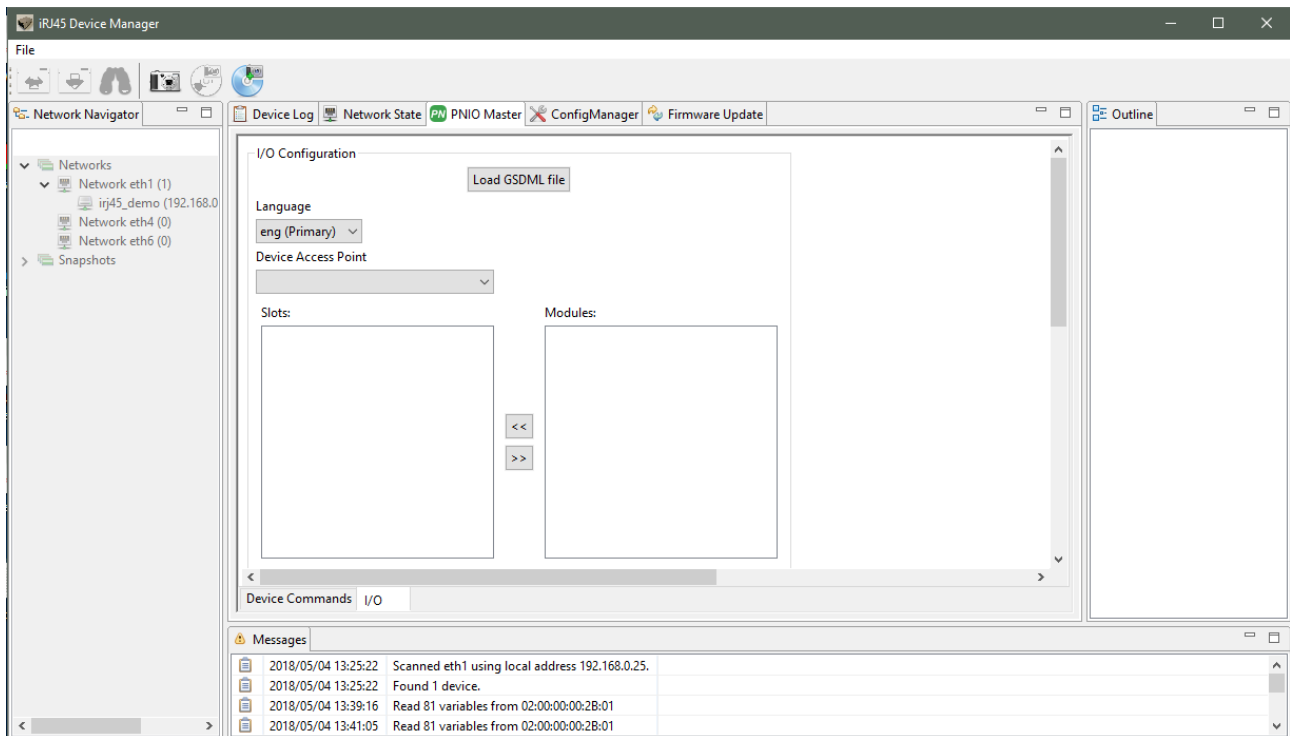 iRJ45 Device Manager
File
Network Navigator
Device Log Network State PN PNIO Master ConfigManager Firmware Update
Outline
Networks
Network eth1 (1)
irj45_demo (192.168.0
Network eth4 (0)
Network eth6 (0)
Snapshots
I/O Configuration
Load GSDML file
Language
eng (Primary)
Device Access Point
Slots: Modules:
<<
>>
Device Commands I/O
Messages
2018/05/04 13:25:22 Scanned eth1 using local address 192.168.0.25.
2018/05/04 13:25:22 Found 1 device.
2018/05/04 13:39:16 Read 81 variables from 02:00:00:00:2B:01
2018/05/04 13:41:05 Read 81 variables from 02:00:00:00:2B:01